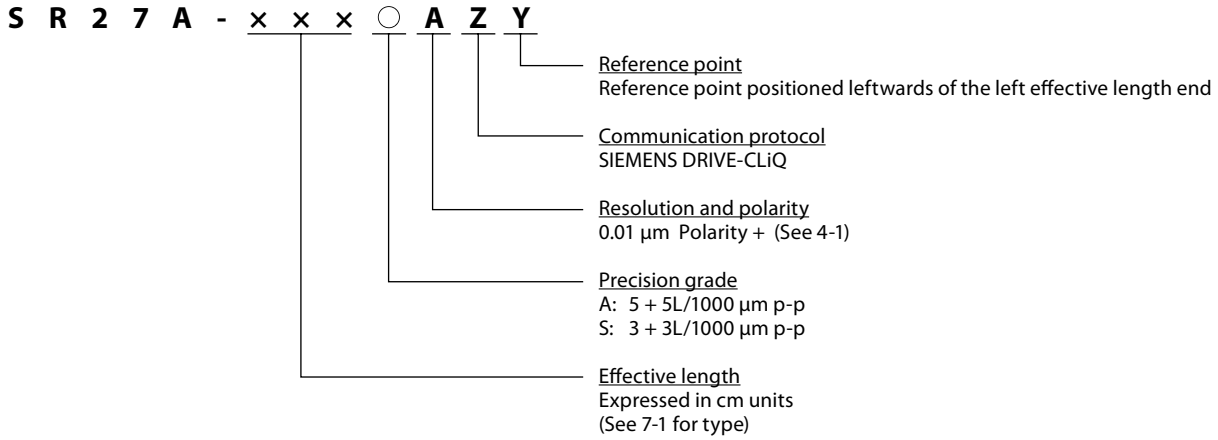 S R 2 7 A - × × × ○ A Z Y
Reference point
Reference point positioned leftwards of the left effective length end
Communication protocol
SIEMENS DRIVE-CLiQ
Resolution and polarity
0.01 μm Polarity + (See 4-1)
Precision grade
A: 5 + 5L/1000 μm p-p
S: 3 + 3L/1000 μm p-p
Effective length
Expressed in cm units
(See 7-1 for type)